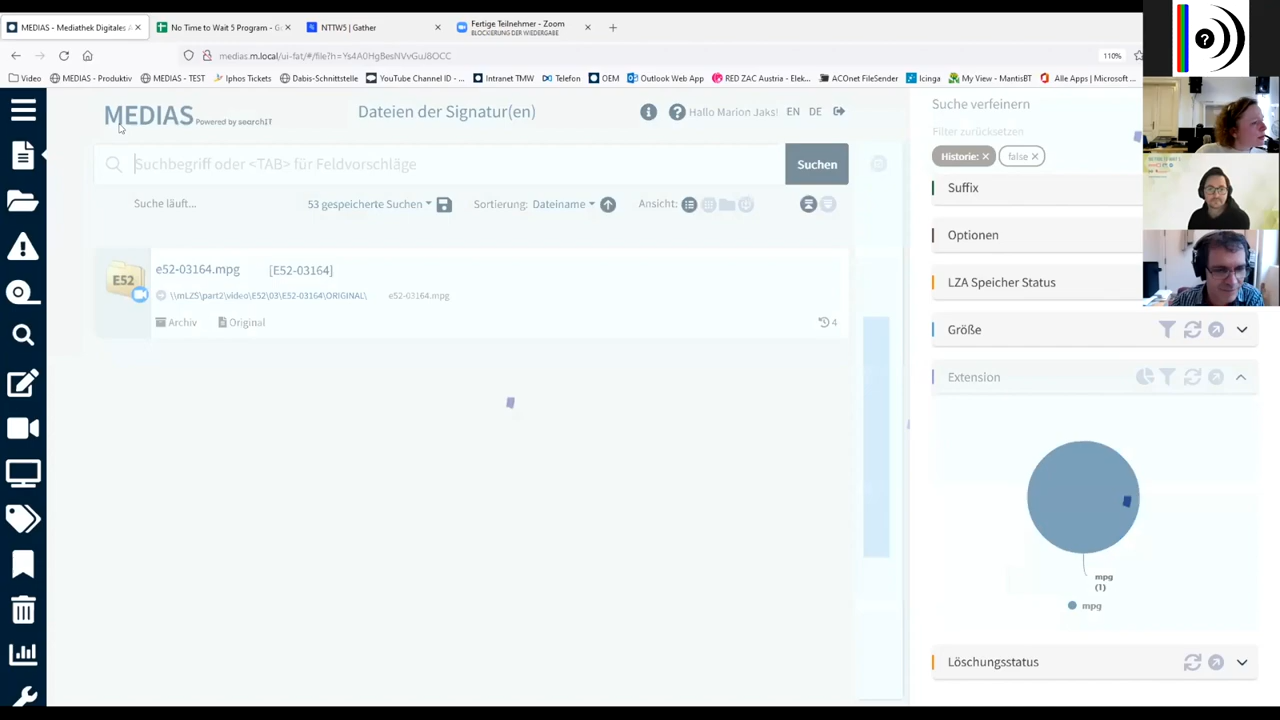 MEDIAS - Mediathek Digitales A
No Time to Wait 5 Program - G
NTTW5 | Gather
Fertige Teilnehmer - Zoom
BLOCKIERUNG DER WIEDERGABE
medias.m.local/ui-fat/#/file?h=Ys4A0HgBesNVvGuJ8OCC
110%
Video
MEDIAS - Produktiv
MEDIAS - TEST
Iphos Tickets
Dabis-Schnittstelle
YouTube Channel ID - ...
Intranet TMW
Telefon
OEM
Outlook Web App
RED ZAC Austria - Elek...
ACOnet FileSender
Icinga
My View - MantisBT
Alle Apps | Microsoft ...
MEDIAS Powered by searchIT
Dateien der Signatur(en)
Hallo Marion Jaks!
EN
DE
Suchbegriff oder <TAB> für Feldvorschläge
Suchen
Suche läuft...
53 gespeicherte Suchen
Sortierung: Dateiname
Ansicht:
E52
e52-03164.mpg [E52-03164]
\\mLZS\part2\video\E52\03\E52-03164\ORIGINAL\ e52-03164.mpg
Archiv
Original
4
Suche verfeinern
Filter zurücksetzen
Historie:
false
Suffix
Optionen
LZA Speicher Status
Größe
Extension
mpg
(1)
mpg
Löschungsstatus
?